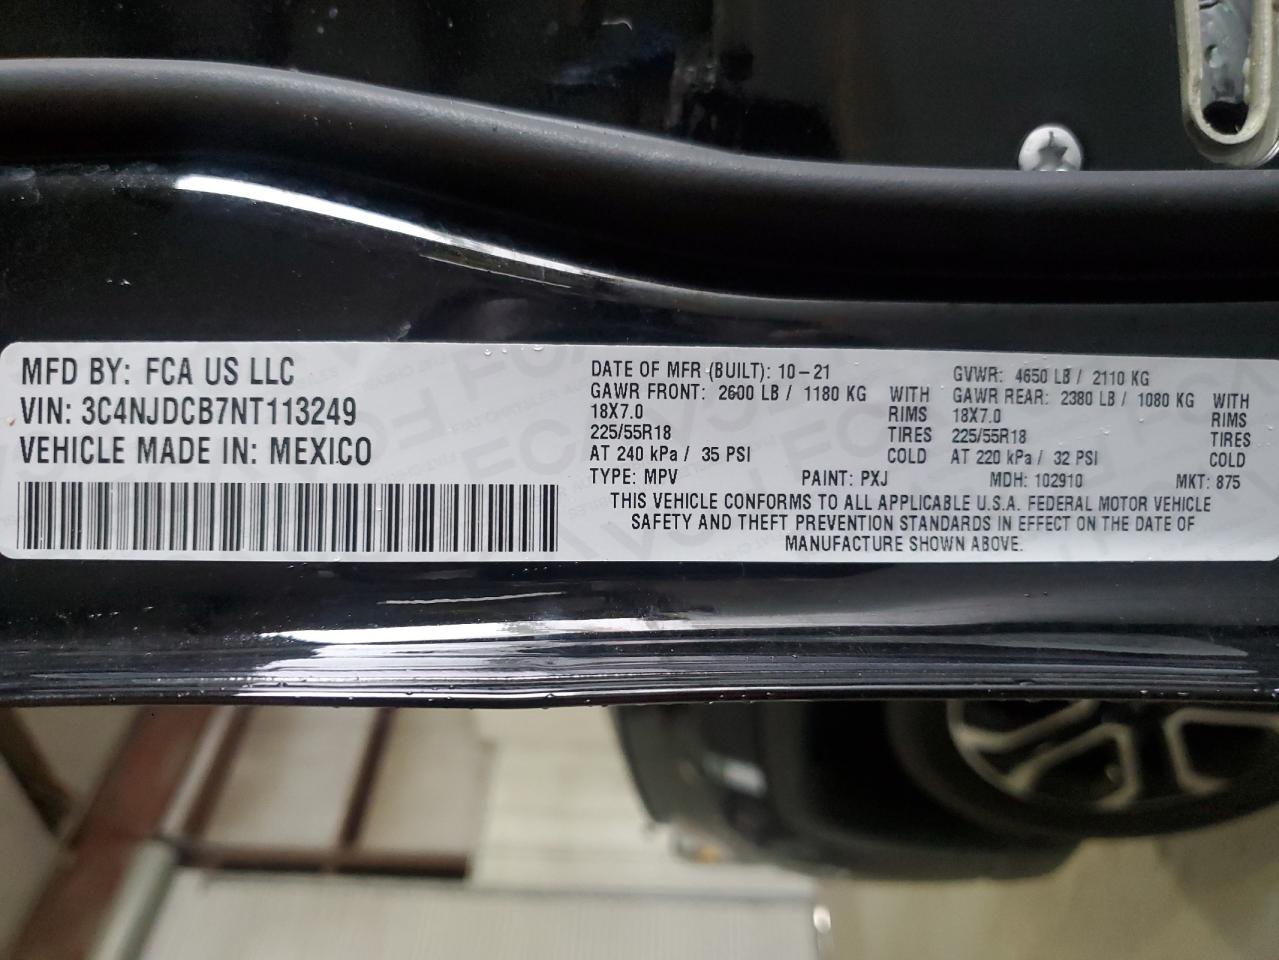 MFD BY: FCA US LLC
VIN: 3C4NJDCB7NT113249
VEHICLE MADE IN: MEXICO
DATE OF MFR (BUILT): 10-21
GAWR FRONT: 2600 LB / 1180 KG WITH
18X7.0 RIMS
225/55R18 TIRES
AT 240 kPa / 35 PSI COLD
GVWR: 4650 LB / 2110 KG
GAWR REAR: 2380 LB / 1080 KG WITH
18X7.0 RIMS
225/55R18 TIRES
AT 220 kPa / 32 PSI COLD
TYPE: MPV PAINT: PXJ MDH: 102910 MKT: 875
THIS VEHICLE CONFORMS TO ALL APPLICABLE U.S.A. FEDERAL MOTOR VEHICLE
SAFETY AND THEFT PREVENTION STANDARDS IN EFFECT ON THE DATE OF
MANUFACTURE SHOWN ABOVE.